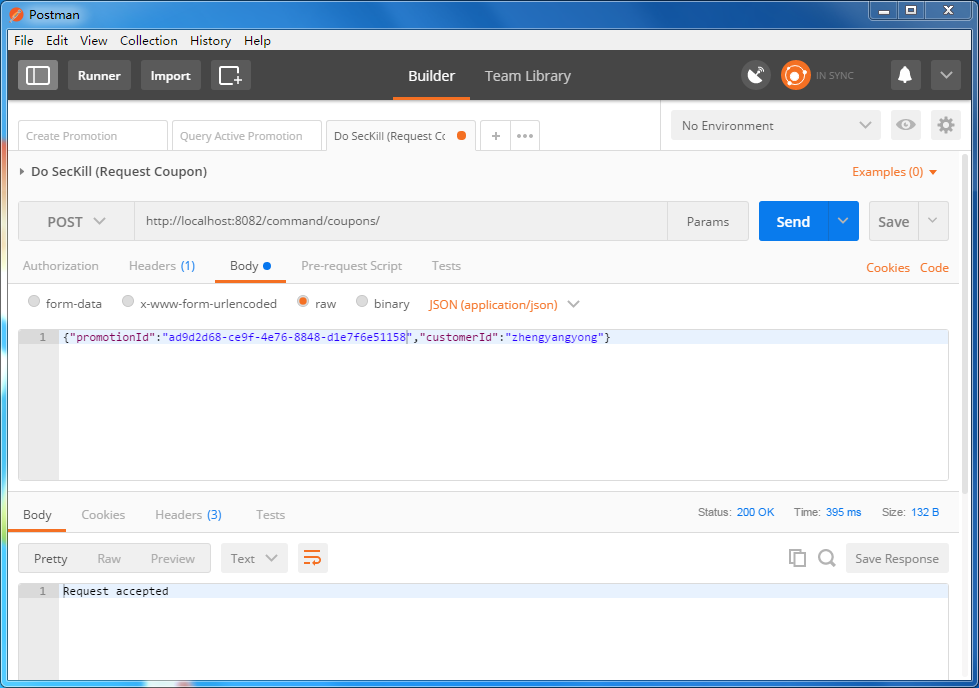 Postman
File Edit View Collection History Help
Runner Import Builder Team Library IN SYNC
Create Promotion Query Active Promotion Do SecKill (Request Cc + ••• No Environment
Do SecKill (Request Coupon) Examples (0)
POST http://localhost:8082/command/coupons/ Params Send Save
Authorization Headers (1) Body Pre-request Script Tests Cookies Code
form-data x-www-form-urlencoded raw binary JSON (application/json)
1 {"promotionId":"ad9d2d68-ce9f-4e76-8848-d1e7f6e51158","customerId":"zhengyangyong"}
Body Cookies Headers (3) Tests Status: 200 OK Time: 395 ms Size: 132 B
Pretty Raw Preview Text Save Response
1 Request accepted